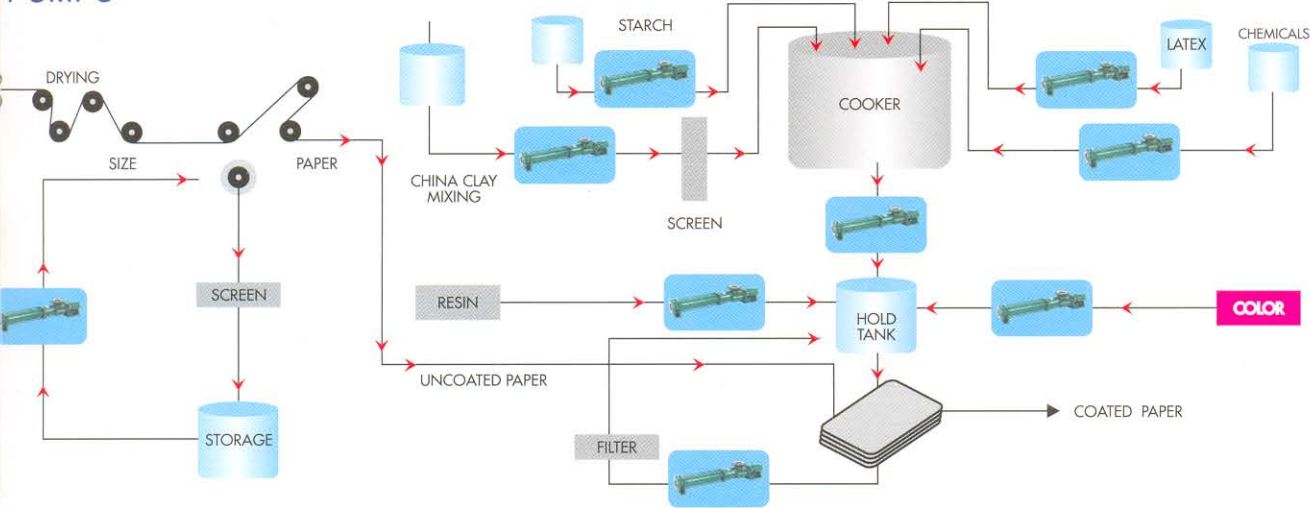 STARCH
CHEMICALS
LATEX
DRYING
COOKER
SIZE
PAPER
CHINA CLAY
MIXING
SCREEN
SCREEN
RESIN
HOLD
TANK
COLOR
UNCOATED PAPER
COATED PAPER
STORAGE
FILTER